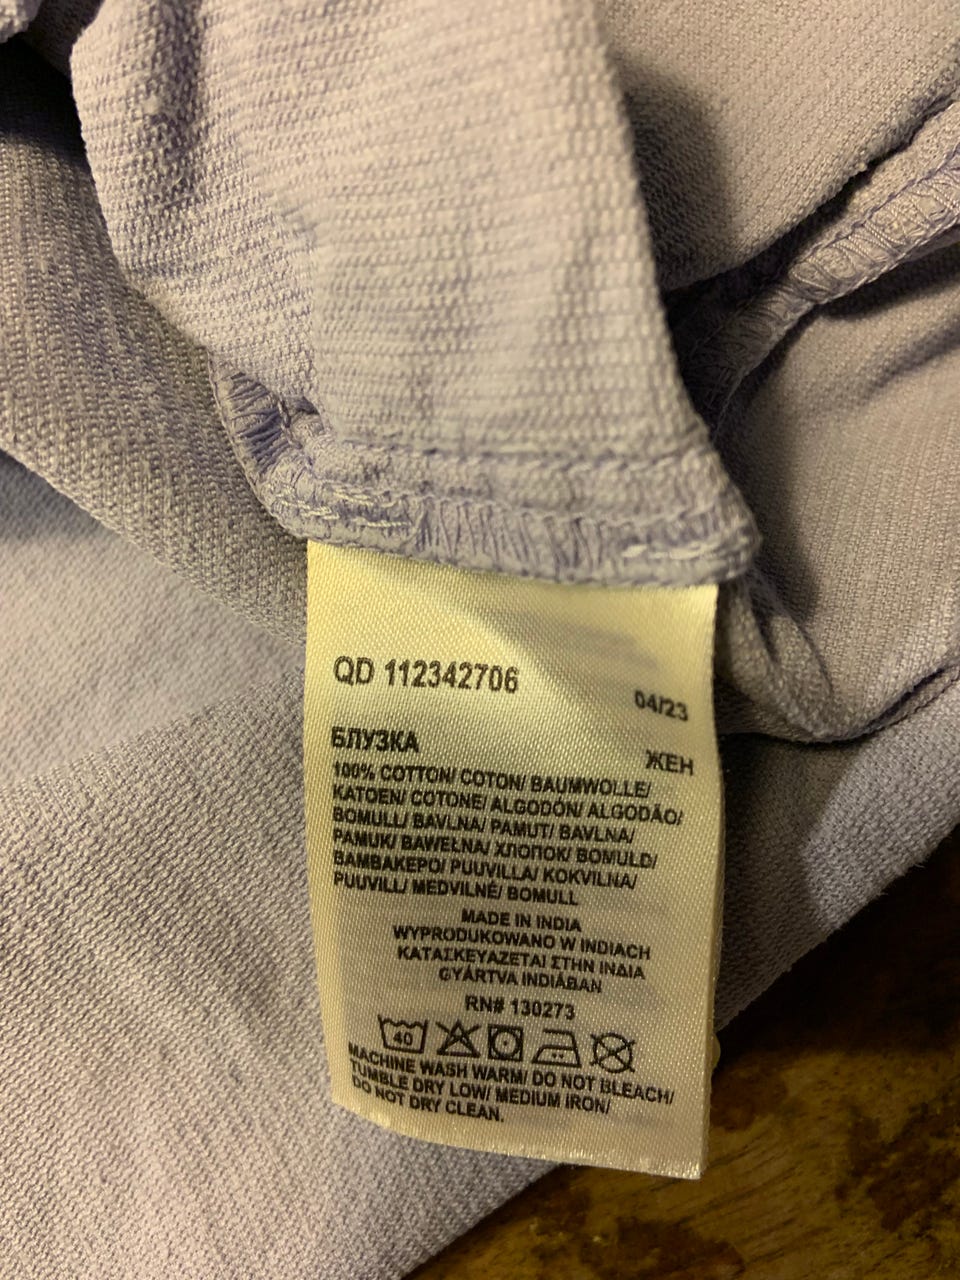 QD 112342706
04/23
БЛУЗКА
ЖЕН
100% COTTON/ COTON/ BAUMWOLLE/
KATOEN/ COTONE/ ALGODÓN/ ALGODÃO/
BOMULL/ BAVLNA/ PAMUT/ BAVLNA/
PAMUK/ BAWEŁNA/ ХЛОПОК/ BOMULD/
ΒΑΜΒΑΚΕΡΟ/ PUUVILLA/ KOKVILNA/
PUUVILL/ MEDVILNĖ/ BOMULL
MADE IN INDIA
WYPRODUKOWANO W INDIACH
ΚΑΤΑΣΚΕΥΑΖΕΤΑΙ ΣΤΗΝ ΙΝΔΙΑ
GYÁRTVA INDIÁBAN
RN# 130273
40
MACHINE WASH WARM/ DO NOT BLEACH/
TUMBLE DRY LOW/ MEDIUM IRON/
DO NOT DRY CLEAN.